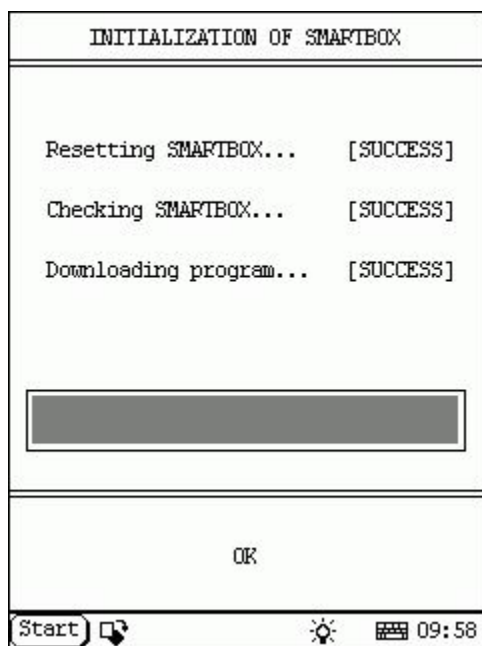 INITIALIZATION OF SMARTBOX
Resetting SMARTBOX... [SUCCESS]
Checking SMARTBOX... [SUCCESS]
Downloading program... [SUCCESS]
OK
Start 09:58